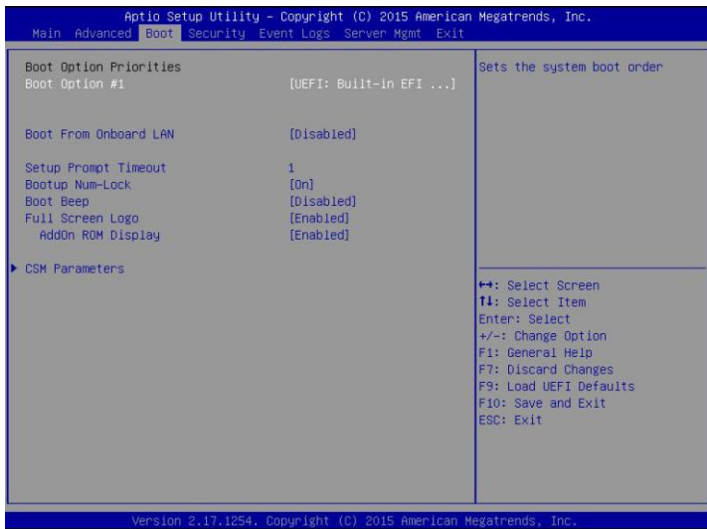 Aptio Setup Utility – Copyright (C) 2015 American Megatrends, Inc.
Main Advanced Boot Security Event Logs Server Mgmt Exit
Boot Option Priorities
Boot Option #1 [UEFI: Built-in EFI ...]
Boot From Onboard LAN [Disabled]
Setup Prompt Timeout 1
Bootup Num-Lock [On]
Boot Beep [Disabled]
Full Screen Logo [Enabled]
AddOn ROM Display [Enabled]
CSM Parameters
Sets the system boot order
↔: Select Screen
↑↓: Select Item
Enter: Select
+/-: Change Option
F1: General Help
F7: Discard Changes
F9: Load UEFI Defaults
F10: Save and Exit
ESC: Exit
Version 2.17.1254. Copyright (C) 2015 American Megatrends, Inc.